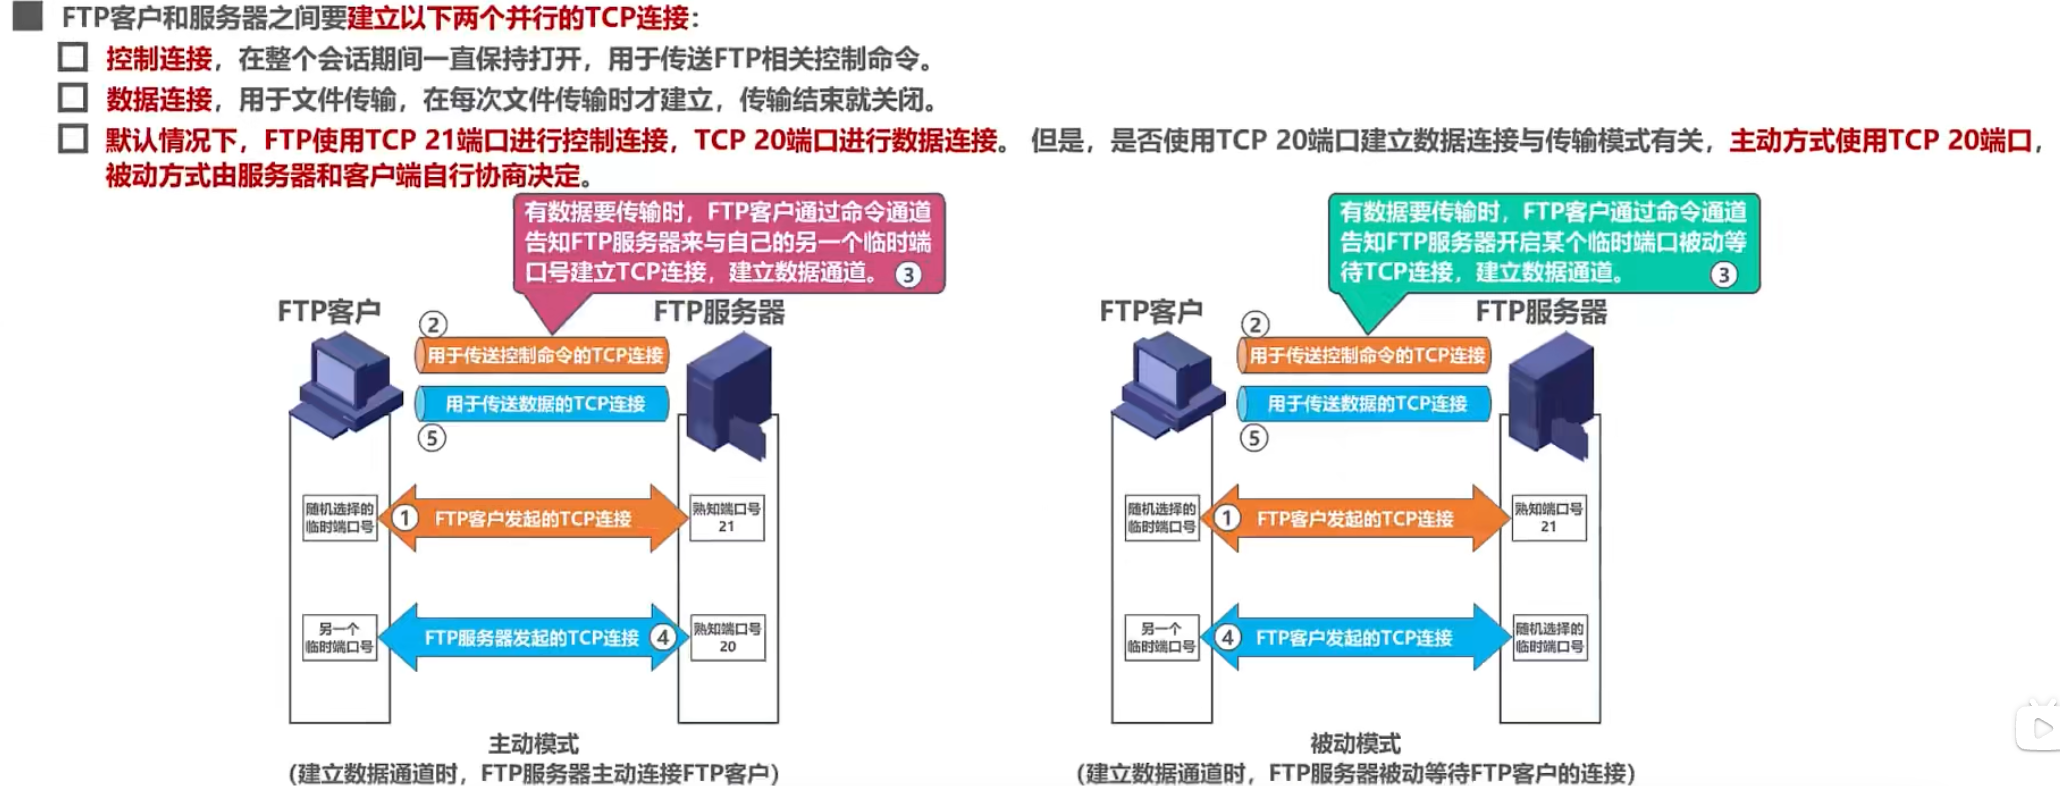 FTP客户和服务器之间要建立以下两个并行的TCP连接：
控制连接，在整个会话期间一直保持打开，用于传送FTP相关控制命令。
数据连接，用于文件传输，在每次文件传输时才建立，传输结束就关闭。
默认情况下，FTP使用TCP 21端口进行控制连接，TCP 20端口进行数据连接。 但是，是否使用TCP 20端口建立数据连接与传输模式有关，主动方式使用TCP 20端口，
被动方式由服务器和客户端自行协商决定。
有数据要传输时，FTP客户通过命令通道
告知FTP服务器来与自己的另一个临时端
口号建立TCP连接，建立数据通道。 ③
FTP客户
FTP服务器
②
用于传送控制命令的TCP连接
用于传送数据的TCP连接
⑤
随机选择的
临时端口号
① FTP客户发起的TCP连接
熟知端口号
21
另一个
临时端口号
FTP服务器发起的TCP连接 ④
熟知端口号
20
主动模式
(建立数据通道时，FTP服务器主动连接FTP客户)
有数据要传输时，FTP客户通过命令通道
告知FTP服务器开启某个临时端口被动等
待TCP连接，建立数据通道。 ③
FTP客户
FTP服务器
②
用于传送控制命令的TCP连接
用于传送数据的TCP连接
⑤
随机选择的
临时端口号
① FTP客户发起的TCP连接
熟知端口号
21
另一个
临时端口号
④ FTP客户发起的TCP连接
随机选择的
临时端口号
被动模式
(建立数据通道时，FTP服务器被动等待FTP客户的连接)